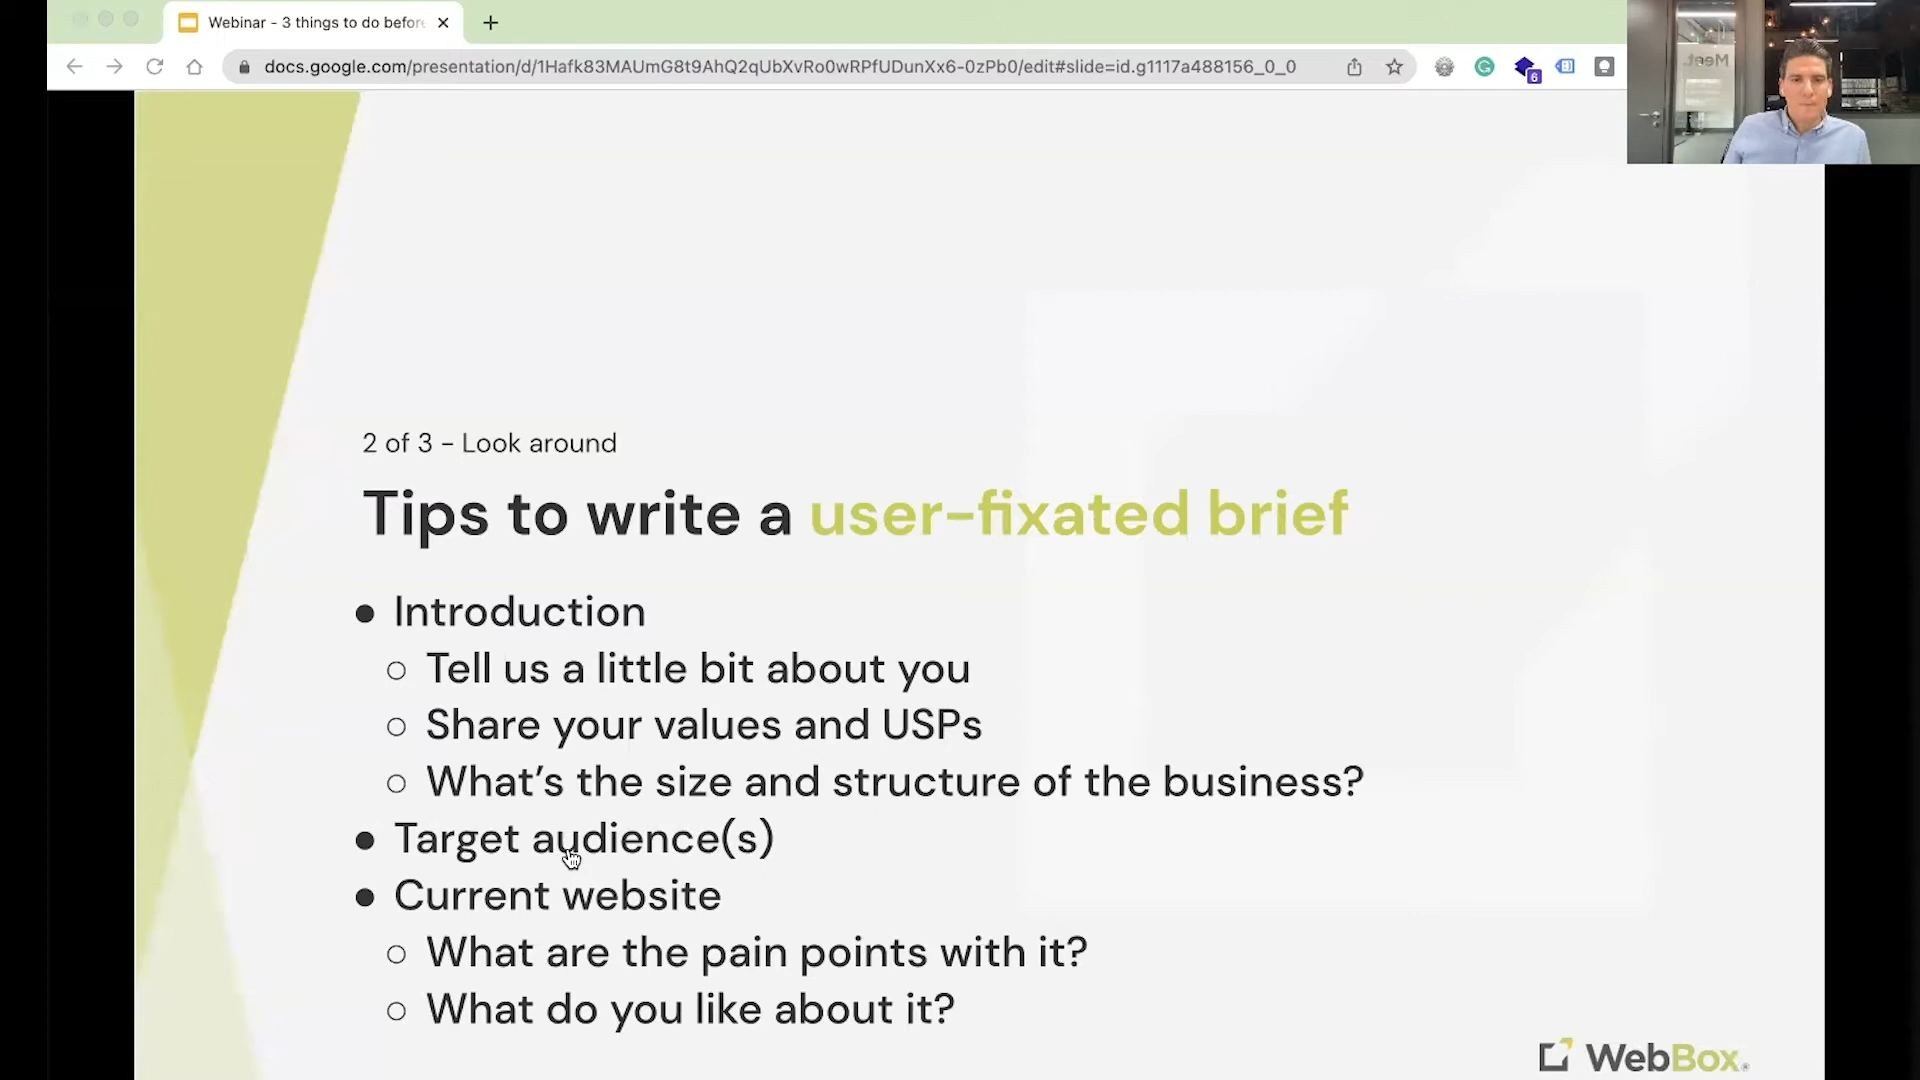 Webinar - 3 things to do before
docs.google.com/presentation/d/1Hafk83MAUmG8t9AhQ2qUbXvRo0wRPfUDunXx6-0zPb0/edit#slide=id.g1117a488156_0_0
6
Meet.
2 of 3 – Look around
Tips to write a user-fixated brief
● Introduction
○ Tell us a little bit about you
○ Share your values and USPs
○ What’s the size and structure of the business?
● Target audience(s)
● Current website
○ What are the pain points with it?
○ What do you like about it?
WebBox®